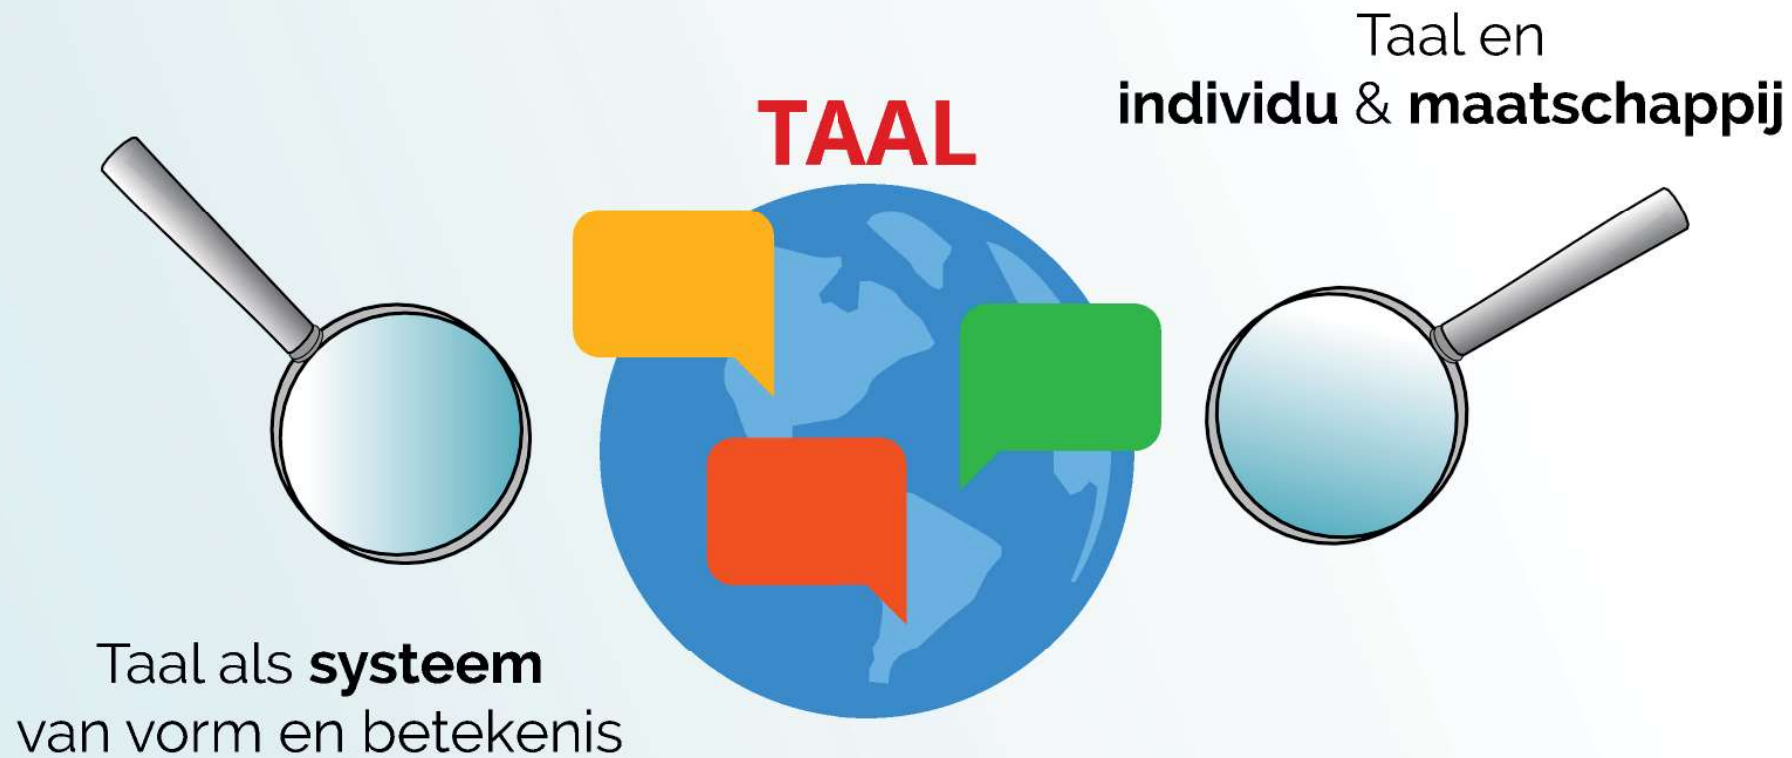 TAAL
Taal en
individu & maatschappij
Taal als systeem
van vorm en betekenis